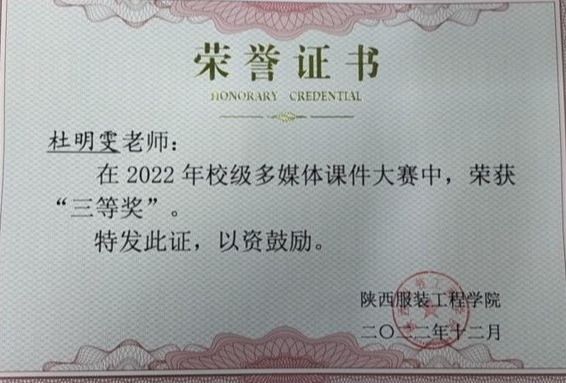 荣誉证书
HONORARY CREDENTIAL
杜明雯老师：
在 2022 年校级多媒体课件大赛中，荣获
“三等奖”。
特发此证，以资鼓励。
陕西服装工程学院
二〇二二年十二月